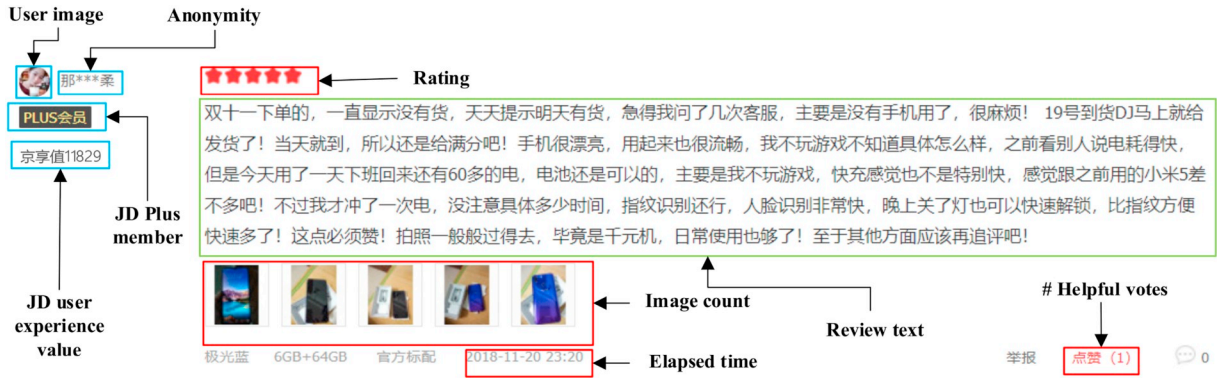 User image
Anonymity
那***柔
Rating
PLUS会员
京享值11829
JD Plus
member
JD user
experience
value
双十一下单的，一直显示没有货，天天提示明天有货，急得我问了几次客服，主要是没有手机用了，很麻烦！ 19号到货DJ马上就给
发货了！当天就到，所以还是给满分吧！手机很漂亮，用起来也很流畅，我不玩游戏不知道具体怎么样，之前看别人说电耗得快，
但是今天用了一天下班回来还有60多的电，电池还是可以的，主要是我不玩游戏，快充感觉也不是特别快，感觉跟之前用的小米5差
不多吧！不过我才冲了一次电，没注意具体多少时间，指纹识别还行，人脸识别非常快，晚上关了灯也可以快速解锁，比指纹方便
快速多了！这点必须赞！拍照一般般过得去，毕竟是千元机，日常使用也够了！至于其他方面应该再追评吧！
Image count
Review text
# Helpful votes
极光蓝 6GB+64GB 官方标配 2018-11-20 23:20
Elapsed time
举报 点赞（1） 0